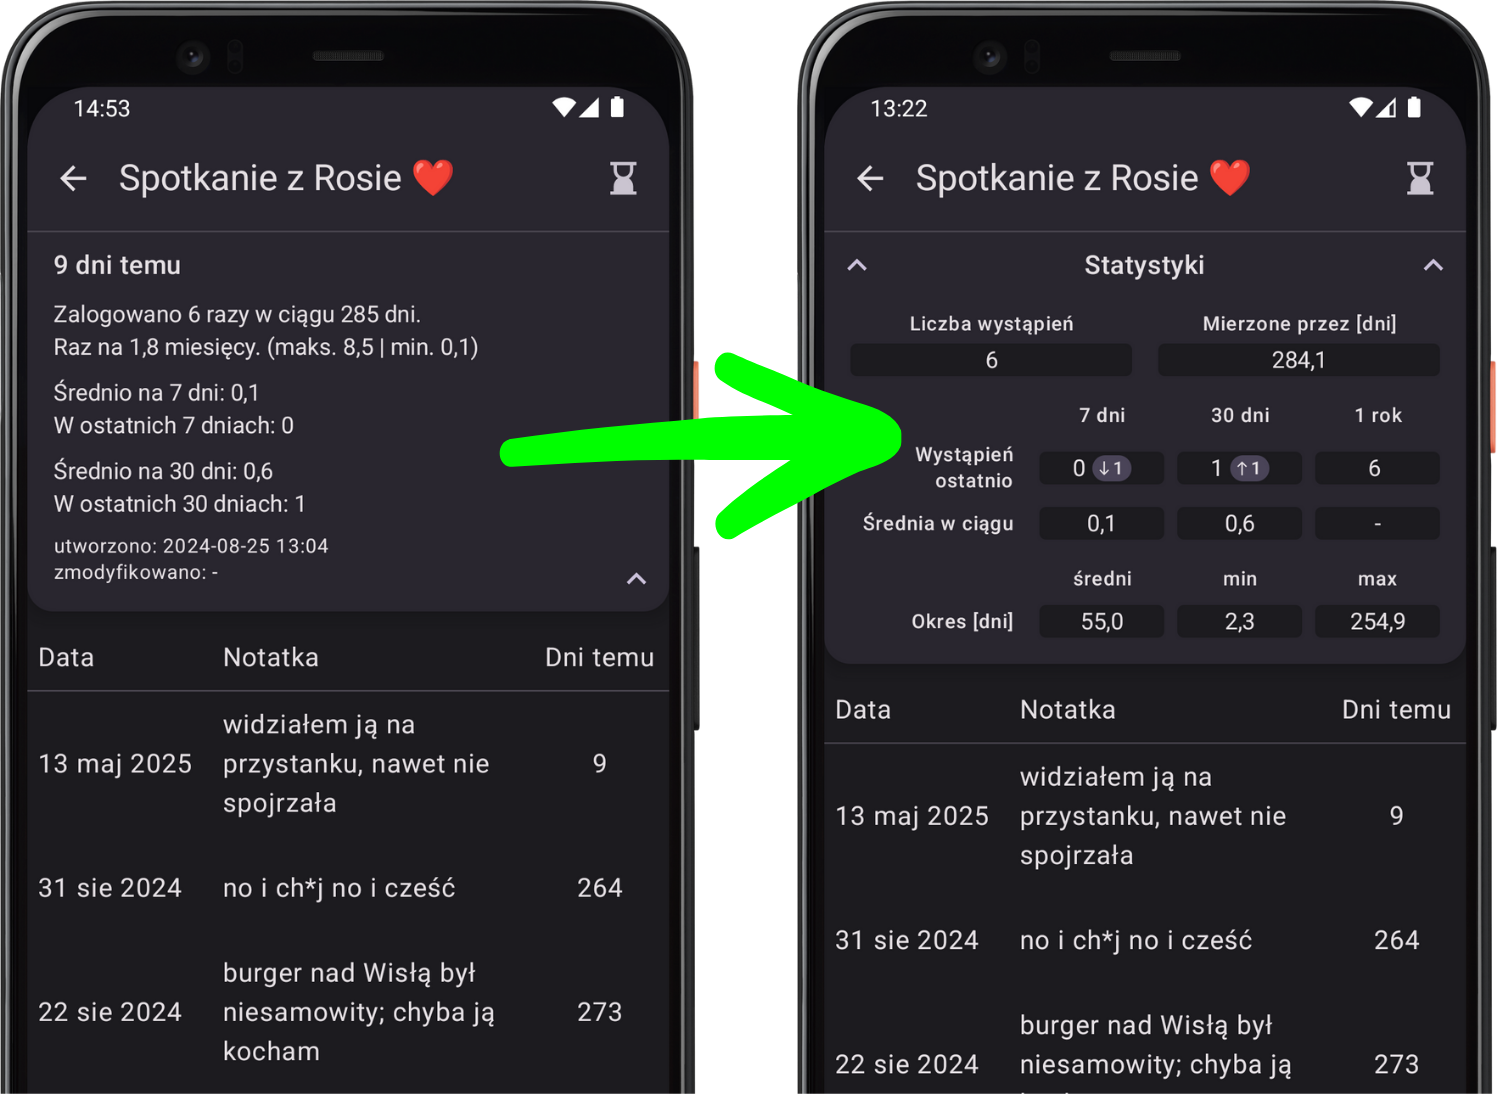 14:53
Spotkanie z Rosie ❤️
9 dni temu
Zalogowano 6 razy w ciągu 285 dni.
Raz na 1,8 miesięcy. (maks. 8,5 | min. 0,1)
Średnio na 7 dni: 0,1
W ostatnich 7 dniach: 0
Średnio na 30 dni: 0,6
W ostatnich 30 dniach: 1
utworzono: 2024-08-25 13:04
zmodyfikowano: -
Data Notatka Dni temu
13 maj 2025 widziałem ją na
przystanku, nawet nie
spojrzała 9
31 sie 2024 no i ch*j no i cześć 264
22 sie 2024 burger nad Wisłą był
niesamowity; chyba ją
kocham 273
13:22
Spotkanie z Rosie ❤️
Statystyki
Liczba wystąpień Mierzone przez [dni]
6 284,1
7 dni 30 dni 1 rok
Wystąpień
ostatnio 0 ↓1 1 ↑1 6
Średnia w ciągu 0,1 0,6 -
średni min max
Okres [dni] 55,0 2,3 254,9
Data Notatka Dni temu
13 maj 2025 widziałem ją na
przystanku, nawet nie
spojrzała 9
31 sie 2024 no i ch*j no i cześć 264
22 sie 2024 burger nad Wisłą był
niesamowity; chyba ją 273